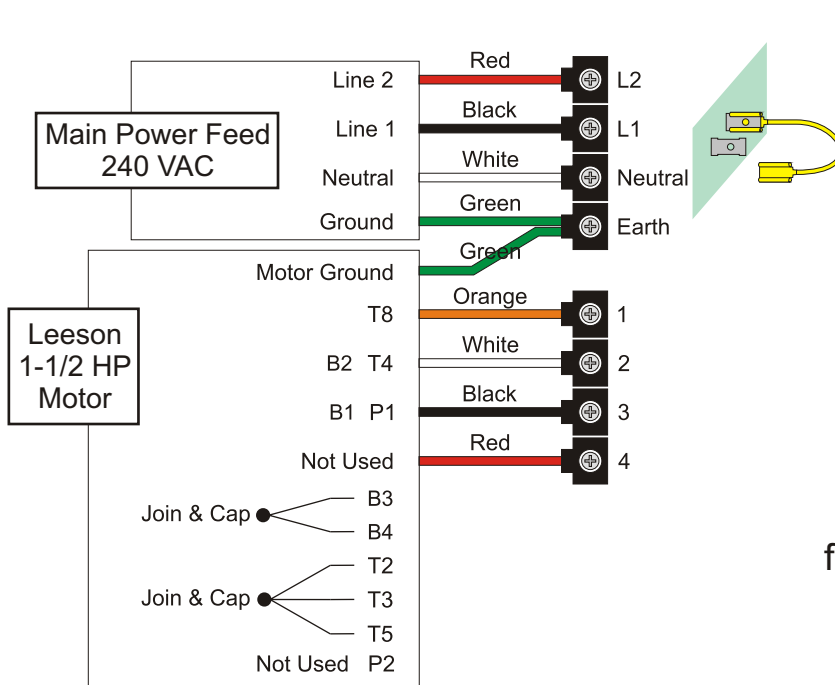 Red
Line 2 L2
Main Power Feed
240 VAC
Black
Line 1 L1
White
Neutral Neutral
Green
Ground Earth
Green
Motor Ground
Leeson
1-1/2 HP
Motor
Orange
T8 1
White
B2 T4 2
Black
B1 P1 3
Red
Not Used 4
B3
Join & Cap
B4
T2
Join & Cap T3
T5
Not Used P2
f